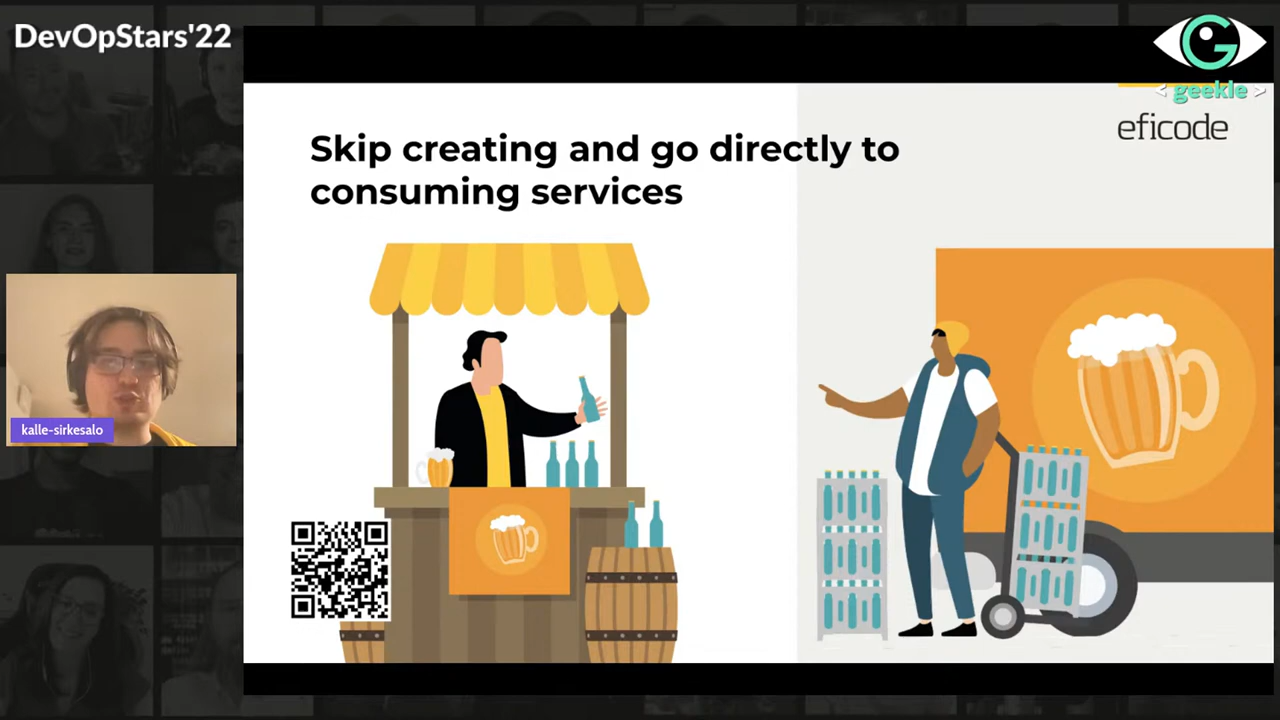 DevOpStars'22
< geekle >
eficode
Skip creating and go directly to
consuming services
kalle-sirkesalo